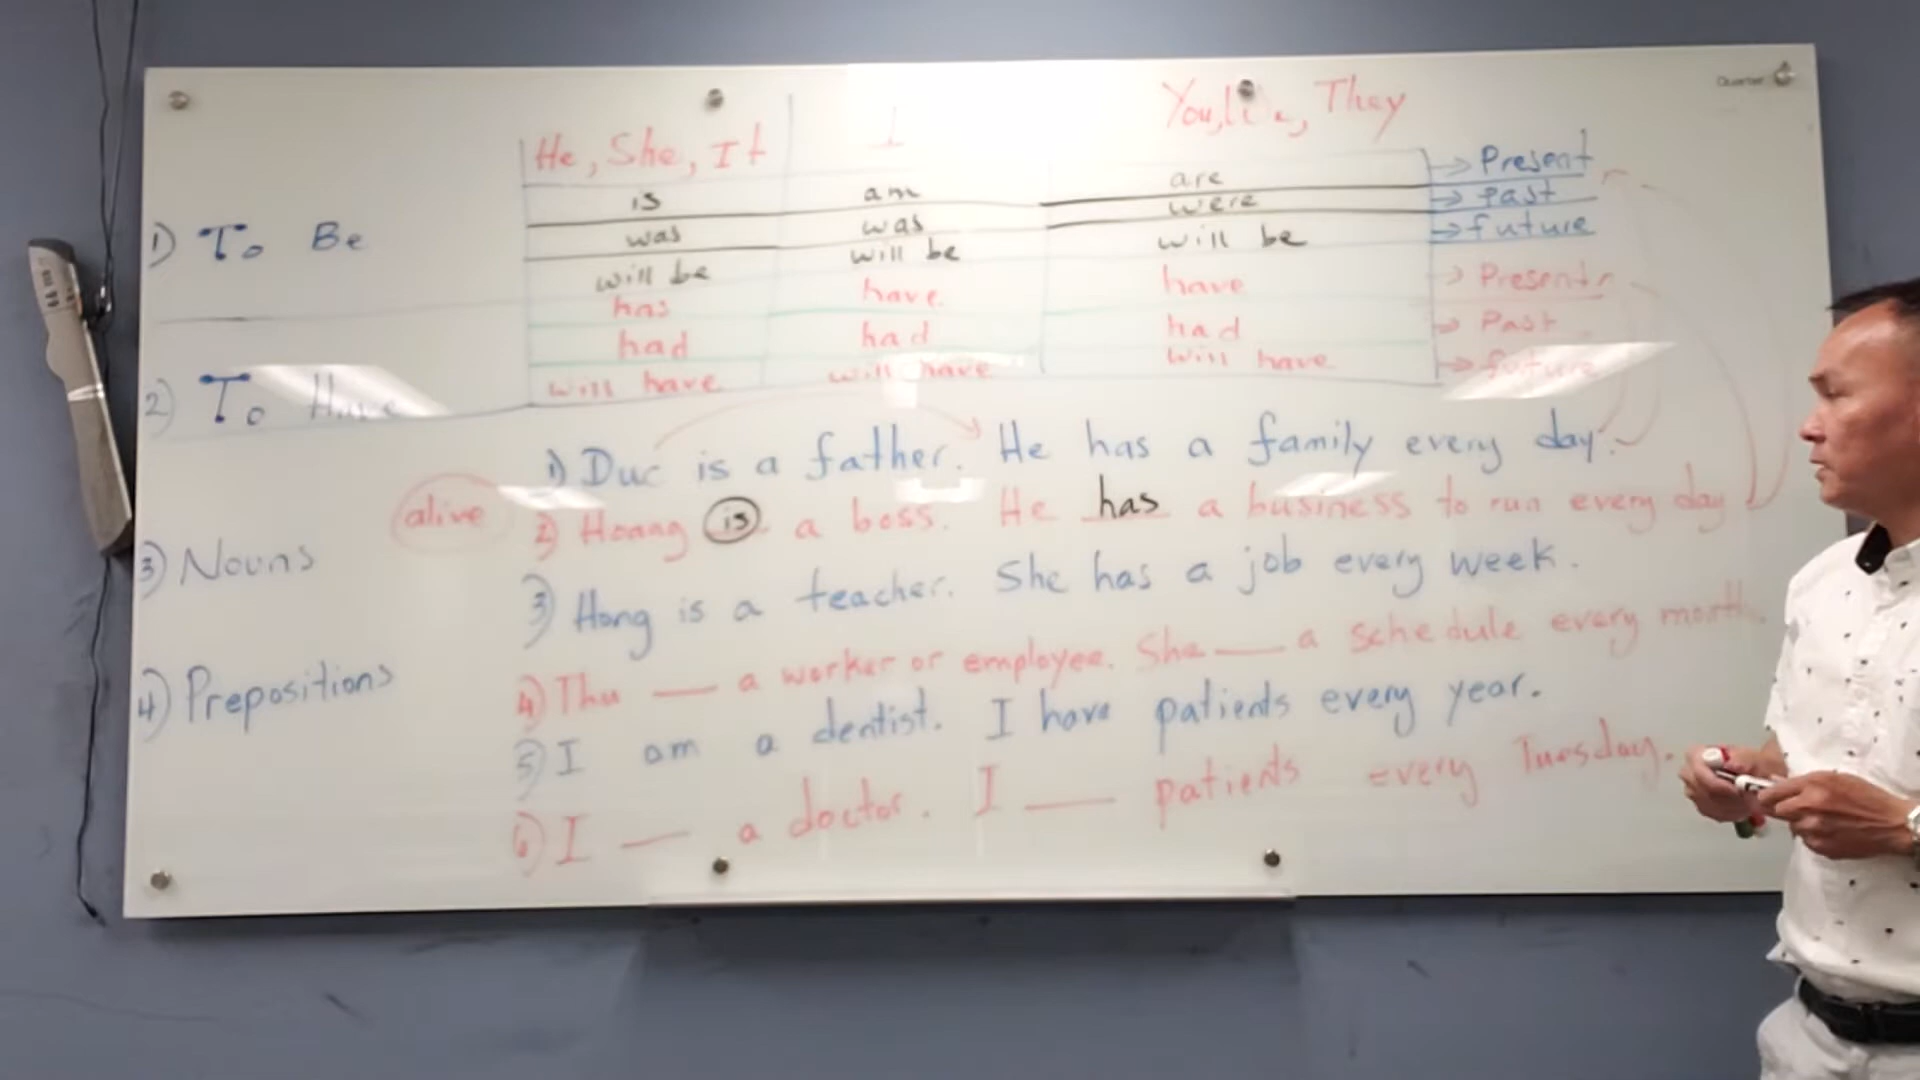 He, She, It I You, , They
is am are → Present
1) To Be was was were → Past
will be will be will be → future
has have have → Present
had had had → Past
2) To Have will have will have will have → future
1) Duc is a father. He has a family every day.
alive 2) Hoang is a boss. He has a business to run every day
3) Nouns 3) Hong is a teacher. She has a job every week.
4) Thu ___ a worker or employee. She ___ a schedule every month.
4) Prepositions 5) I am a dentist. I have patients every year.
6) I ___ a doctor. I ___ patients every Tuesday.